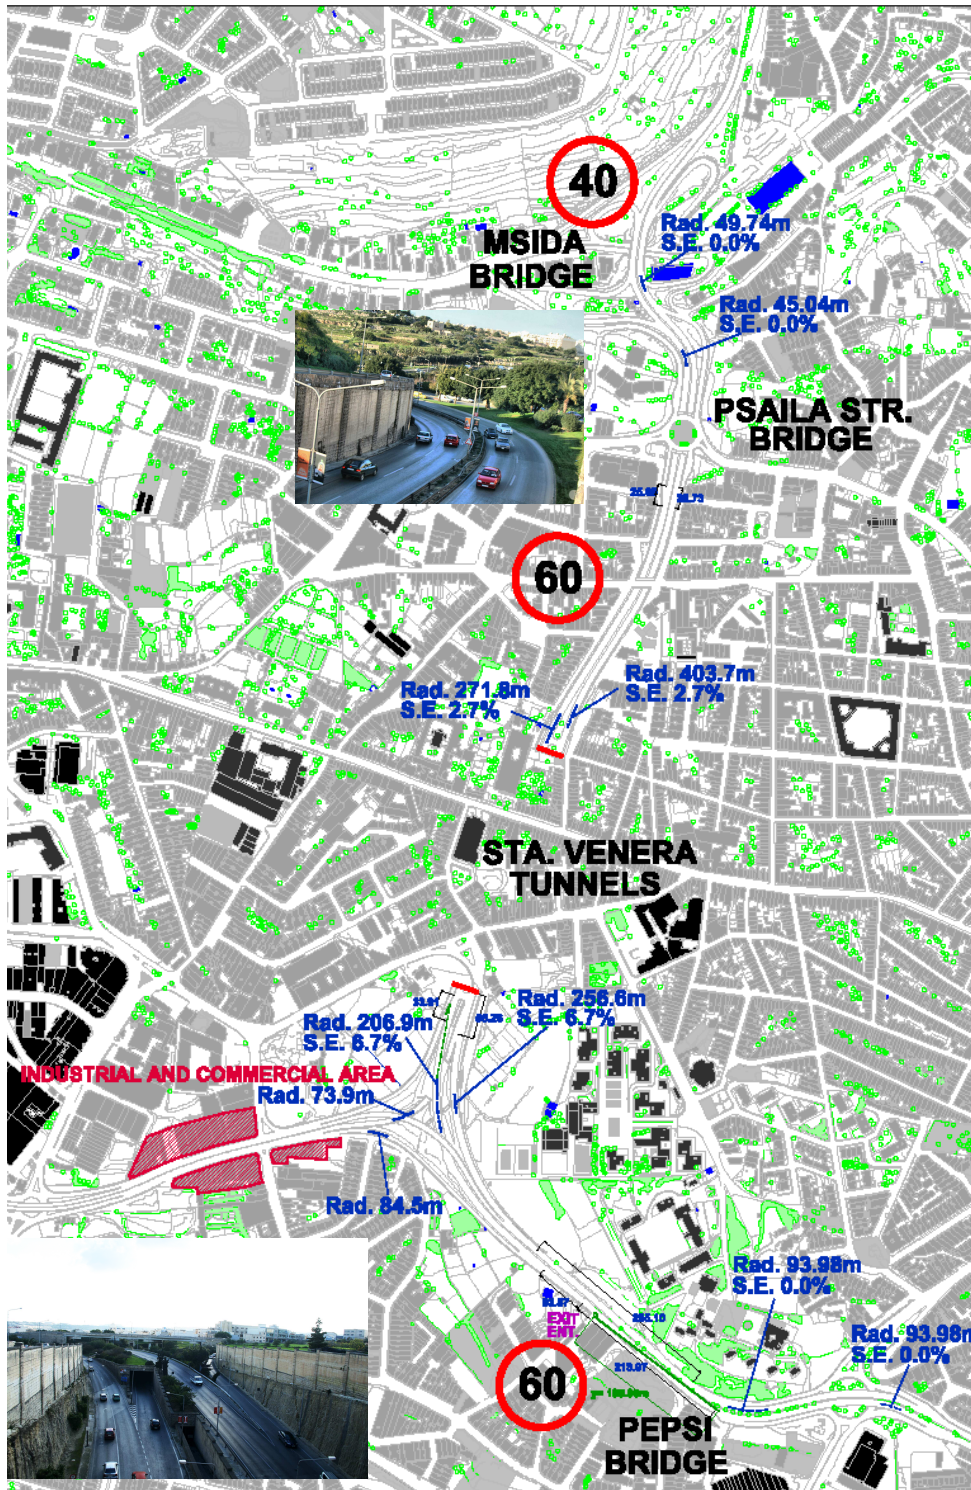 40
MSIDA
BRIDGE
Rad. 49.74m
S.E. 0.0%
Rad. 45.04m
S.E. 0.0%
PSAILA STR.
BRIDGE
60
Rad. 271.8m
S.E. 2.7%
Rad. 403.7m
S.E. 2.7%
STA. VENERA
TUNNELS
Rad. 256.6m
S.E. 6.7%
Rad. 206.9m
S.E. 6.7%
INDUSTRIAL AND COMMERCIAL AREA
Rad. 73.9m
Rad. 84.5m
Rad. 93.98m
S.E. 0.0%
EXIT
ENT.
213.97
Rad. 93.98m
S.E. 0.0%
60
PEPSI
BRIDGE